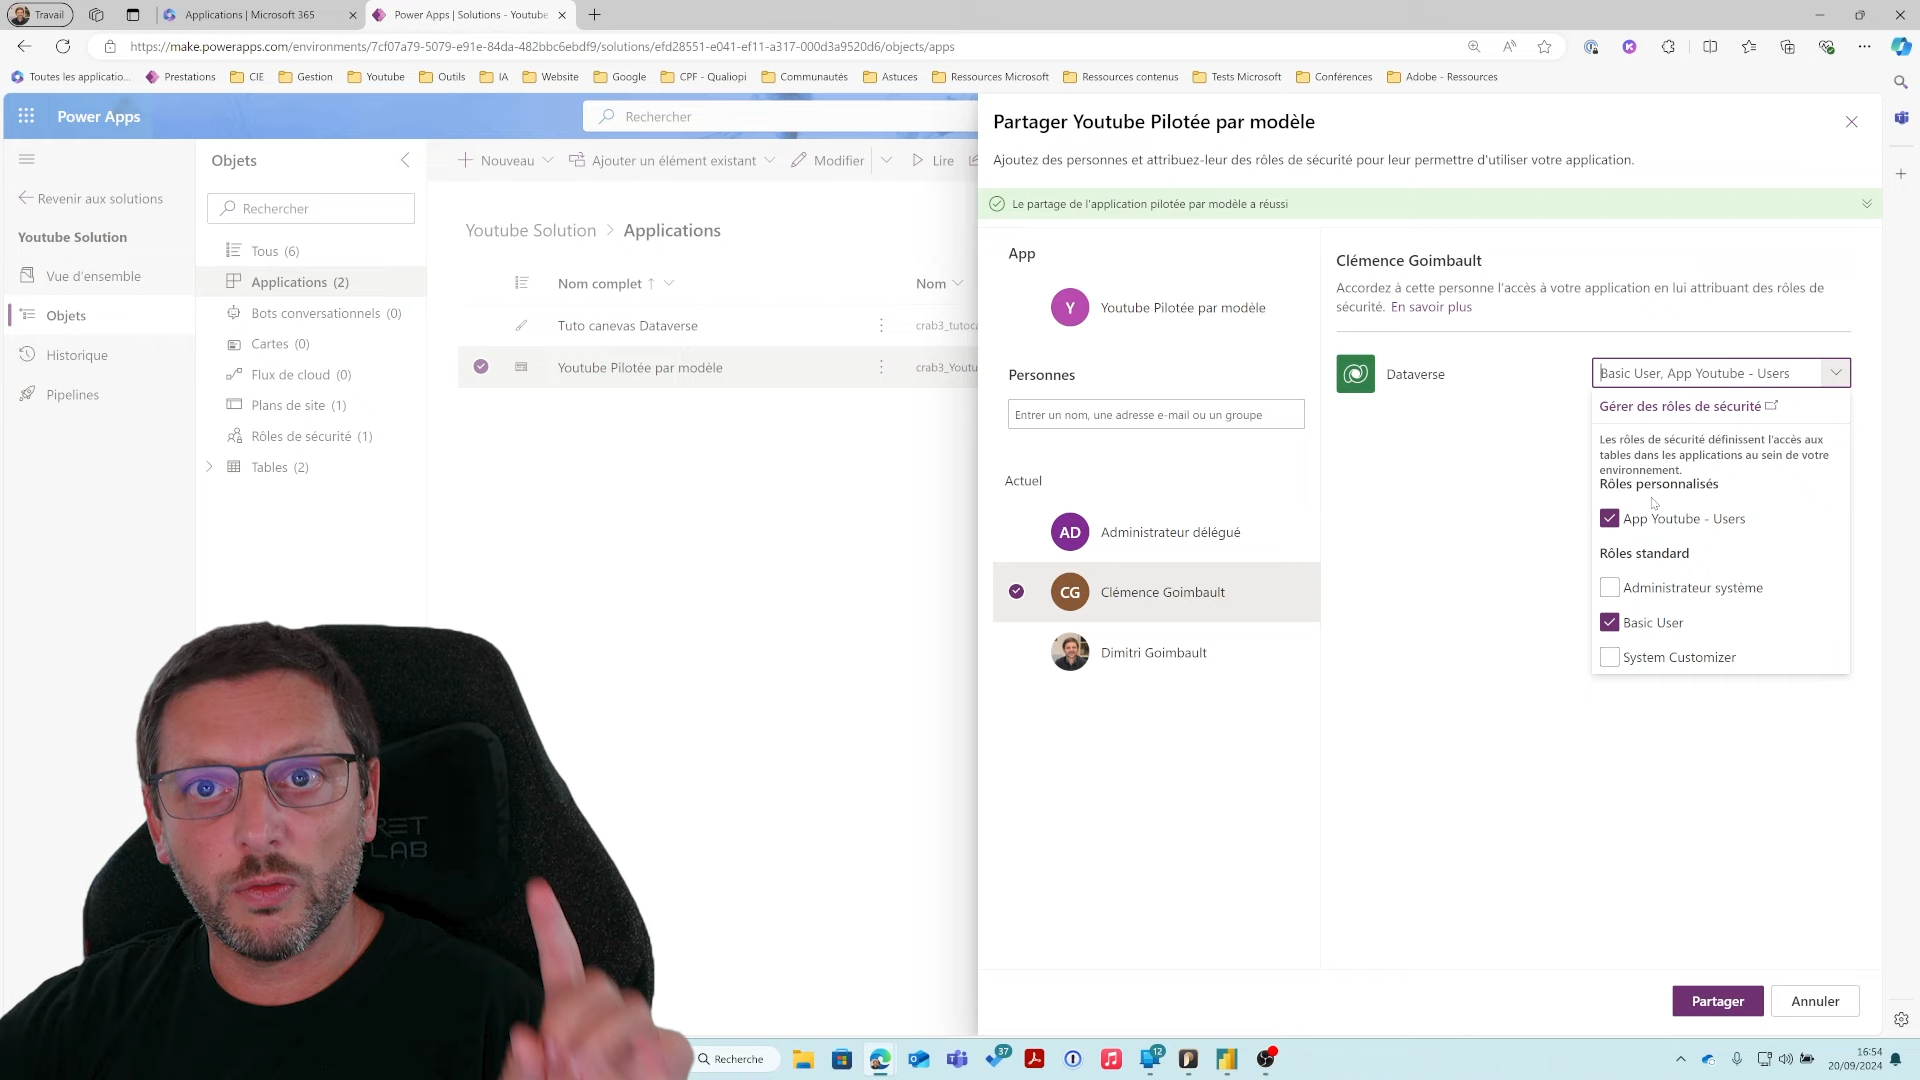 Travail
Applications | Microsoft 365
Power Apps | Solutions - Youtube
https://make.powerapps.com/environments/7cf07a79-5079-e91e-84da-482bbc6ebdf9/solutions/efd28551-e041-ef11-a317-000d3a9520d6/objects/apps
Toutes les applicatio...
Prestations
CIE
Gestion
Youtube
Outils
IA
Website
Google
CPF - Qualiopi
Communautés
Astuces
Ressources Microsoft
Ressources contenus
Tests Microsoft
Conférences
Adobe - Ressources
Power Apps
Rechercher
Revenir aux solutions
Youtube Solution
Vue d'ensemble
Objets
Historique
Pipelines
Objets
Rechercher
Tous (6)
Applications (2)
Bots conversationnels (0)
Cartes (0)
Flux de cloud (0)
Plans de site (1)
Rôles de sécurité (1)
Tables (2)
Nouveau
Ajouter un élément existant
Modifier
Lire
Youtube Solution > Applications
Nom complet ↑
Nom
Tuto canevas Dataverse
crab3_tutoca
Youtube Pilotée par modèle
crab3_Youtu
Partager Youtube Pilotée par modèle
Ajoutez des personnes et attribuez-leur des rôles de sécurité pour leur permettre d'utiliser votre application.
Le partage de l'application pilotée par modèle a réussi
App
Y
Youtube Pilotée par modèle
Personnes
Entrer un nom, une adresse e-mail ou un groupe
Actuel
AD
Administrateur délégué
CG
Clémence Goimbault
Dimitri Goimbault
Clémence Goimbault
Accordez à cette personne l'accès à votre application en lui attribuant des rôles de
sécurité. En savoir plus
Dataverse
Basic User, App Youtube - Users
Gérer des rôles de sécurité
Les rôles de sécurité définissent l'accès aux
tables dans les applications au sein de votre
environnement.
Rôles personnalisés
App Youtube - Users
Rôles standard
Administrateur système
Basic User
System Customizer
Partager
Annuler
Recherche
37
12
16:54
20/09/2024